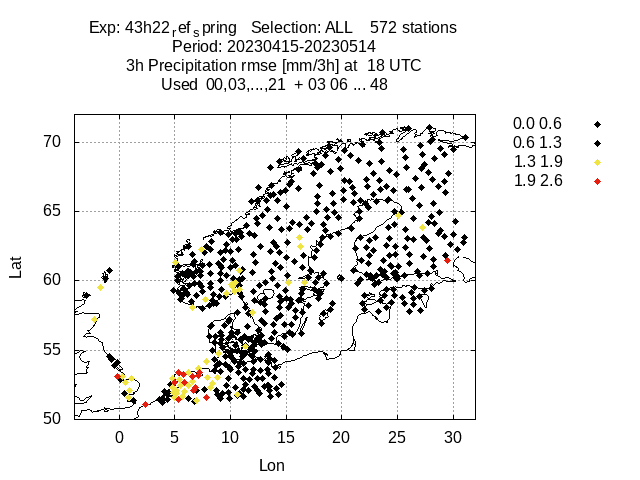 Exp: 43h22ᵣefₛpring   Selection: ALL    572 stations
Period: 20230415-20230514
3h Precipitation rmse [mm/3h] at  18 UTC
Used  00,03,...,21  + 03 06 ... 48
0.0 0.6
0.6 1.3
1.3 1.9
1.9 2.6
70
65
60
55
50
Lat
0 5 10 15 20 25 30
Lon